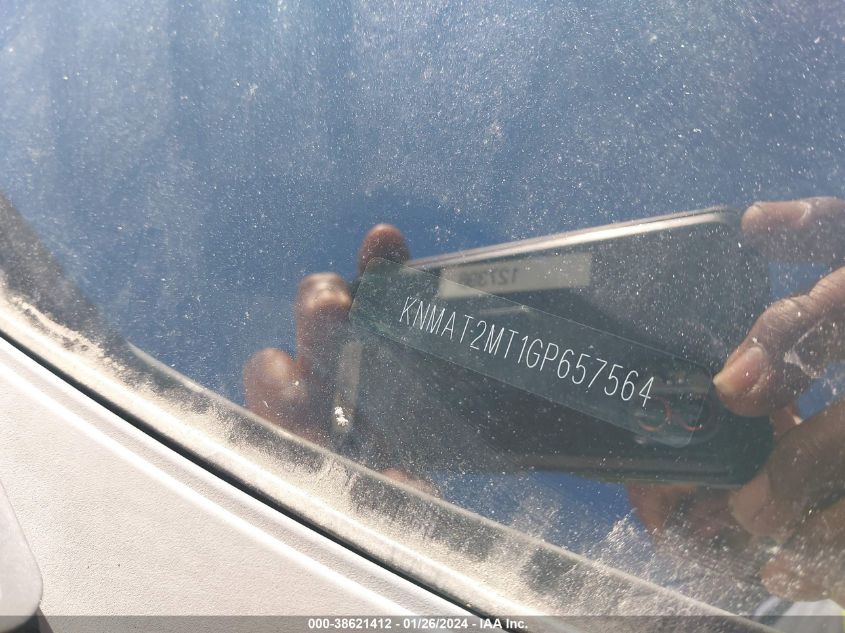 KNMAT2MT1GP657564
000-38621412 - 01/26/2024 - IAA Inc.